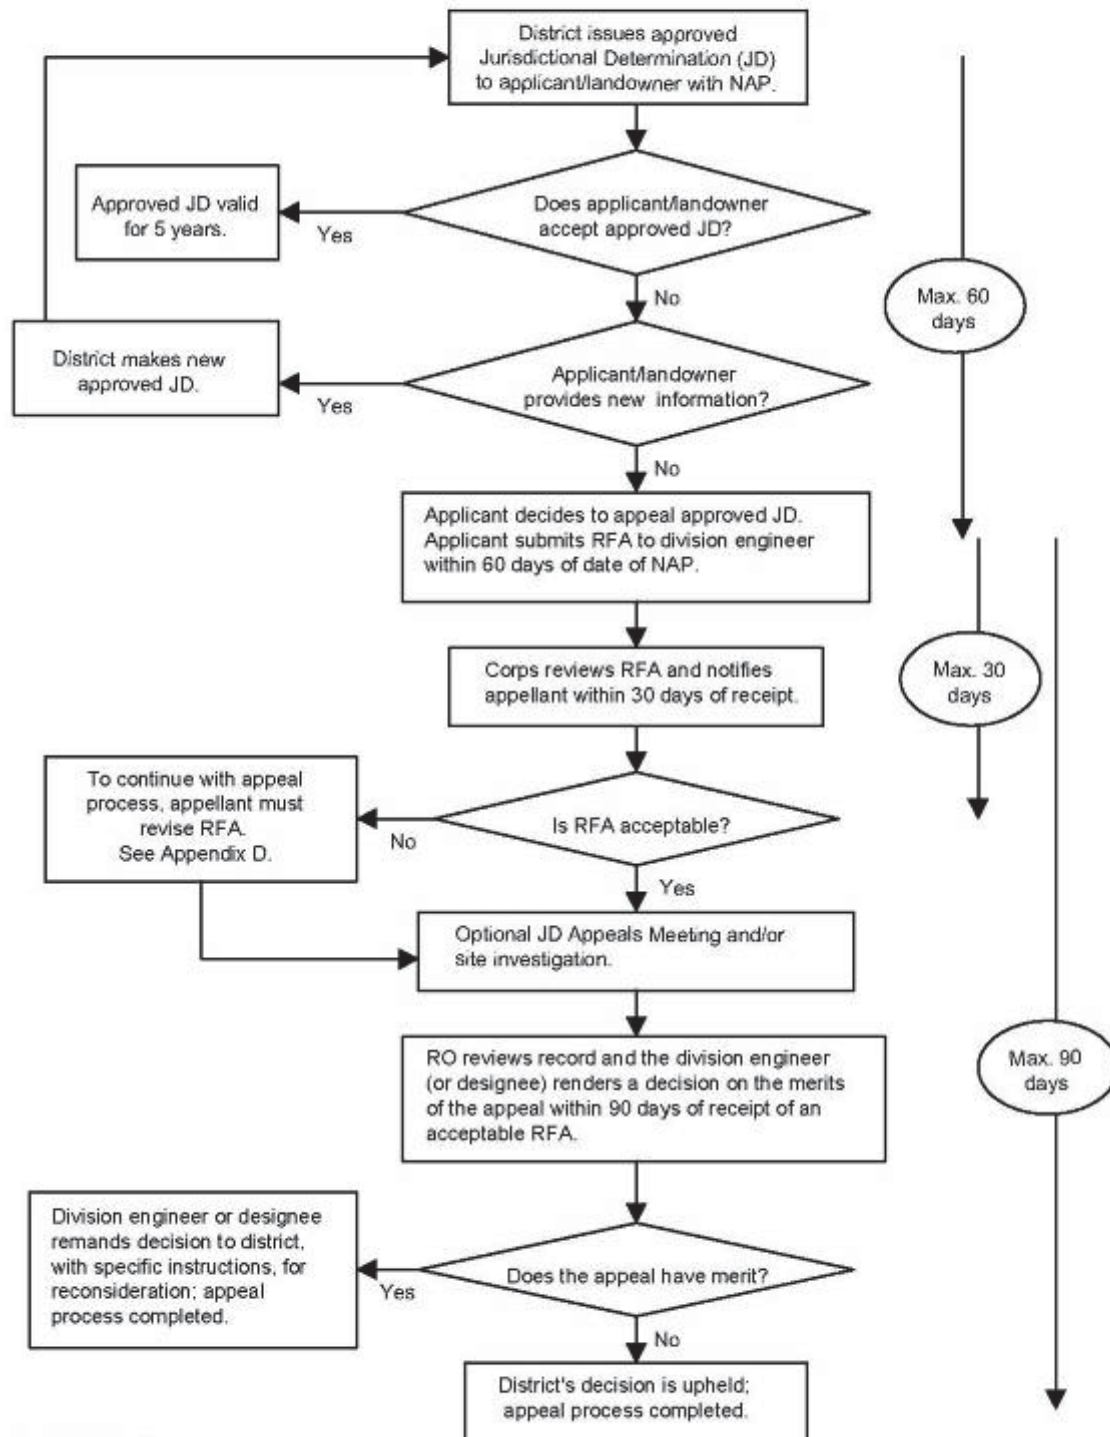 District issues approved
Jurisdictional Determination (JD)
to applicant/landowner with NAP.
Approved JD valid
for 5 years.
Yes
Does applicant/landowner
accept approved JD?
No
Max. 60
days
District makes new
approved JD.
Yes
Applicant/landowner
provides new information?
No
Applicant decides to appeal approved JD.
Applicant submits RFA to division engineer
within 60 days of date of NAP.
Corps reviews RFA and notifies
appellant within 30 days of receipt.
Max. 30
days
To continue with appeal
process, appellant must
revise RFA.
See Appendix D.
No
Is RFA acceptable?
Yes
Optional JD Appeals Meeting and/or
site investigation.
RO reviews record and the division engineer
(or designee) renders a decision on the merits
of the appeal within 90 days of receipt of an
acceptable RFA.
Max. 90
days
Division engineer or designee
remands decision to district,
with specific instructions, for
reconsideration; appeal
process completed.
Yes
Does the appeal have merit?
No
District's decision is upheld;
appeal process completed.